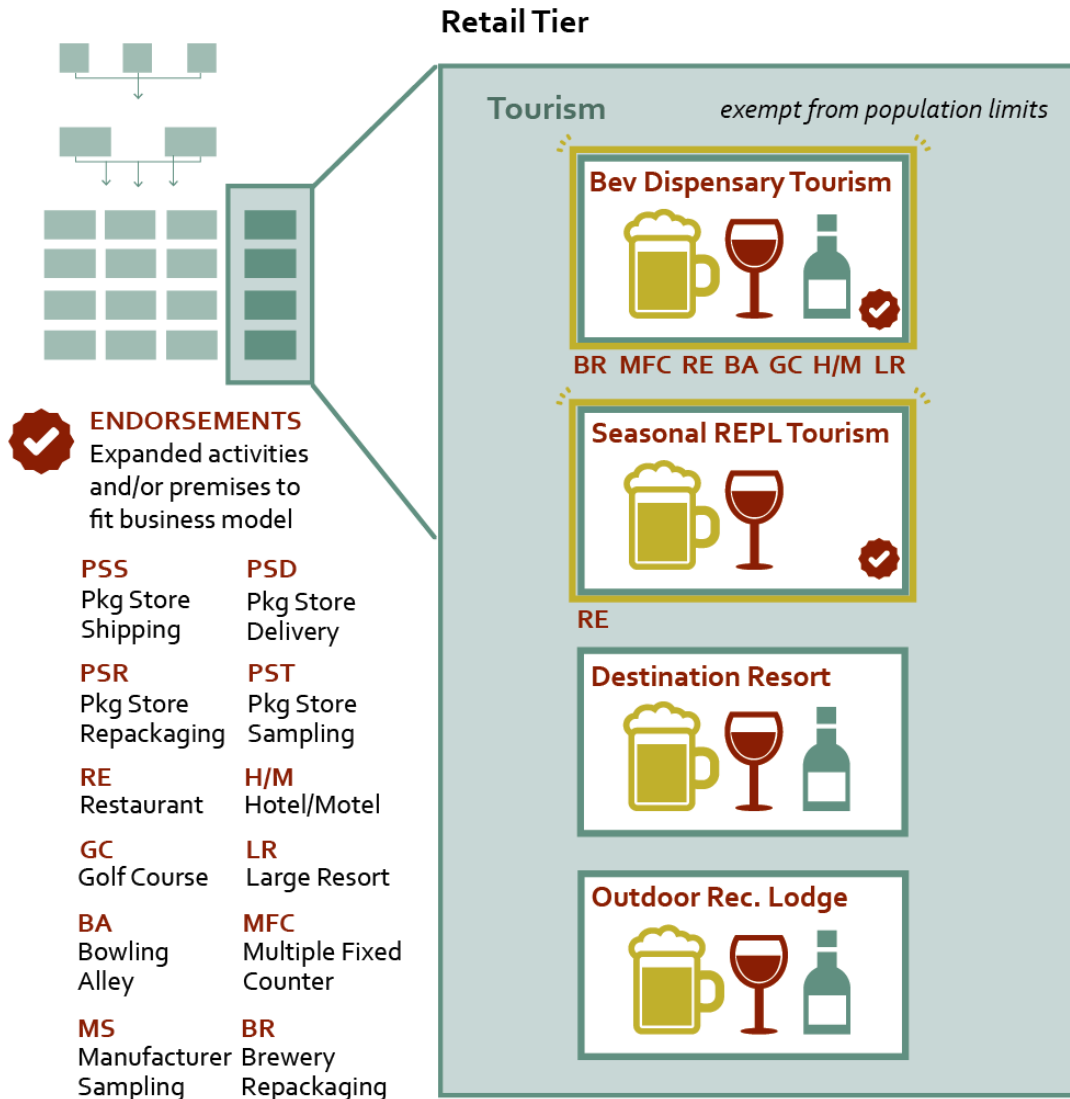 Retail Tier
Tourism
exempt from population limits
Bev Dispensary Tourism
BR MFC RE BA GC H/M LR
Seasonal REPL Tourism
RE
Destination Resort
Outdoor Rec. Lodge
ENDORSEMENTS
Expanded activities
and/or premises to
fit business model
PSS
Pkg Store
Shipping
PSD
Pkg Store
Delivery
PSR
Pkg Store
Repackaging
PST
Pkg Store
Sampling
RE
Restaurant
H/M
Hotel/Motel
GC
Golf Course
LR
Large Resort
BA
Bowling
Alley
MFC
Multiple Fixed
Counter
MS
Manufacturer
Sampling
BR
Brewery
Repackaging